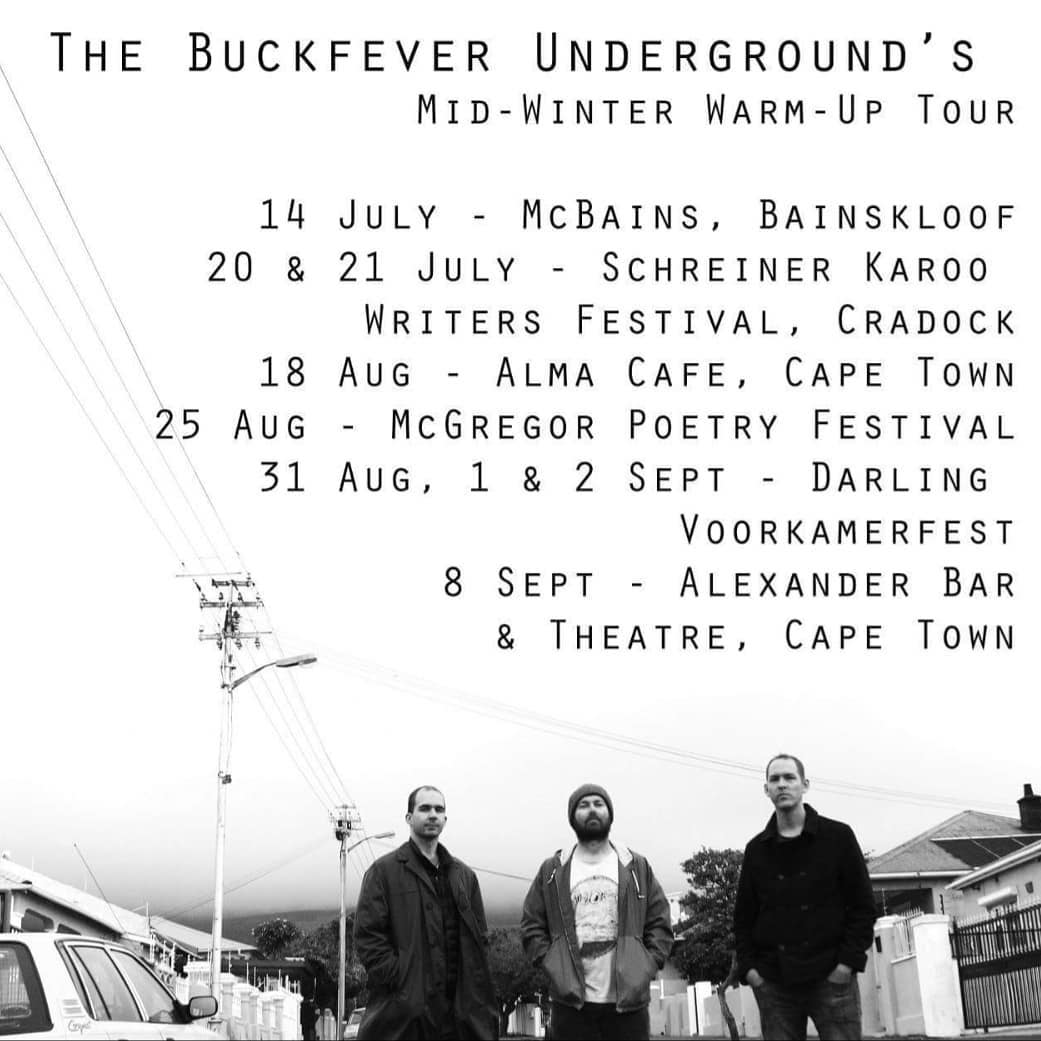 The Buckfever Underground's
Mid-Winter Warm-Up Tour
14 July - McBains, Bainskloof
20 & 21 July - Schreiner Karoo
Writers Festival, Cradock
18 Aug - Alma Cafe, Cape Town
25 Aug - McGregor Poetry Festival
31 Aug, 1 & 2 Sept - Darling
Voorkamerfest
8 Sept - Alexander Bar
& Theatre, Cape Town